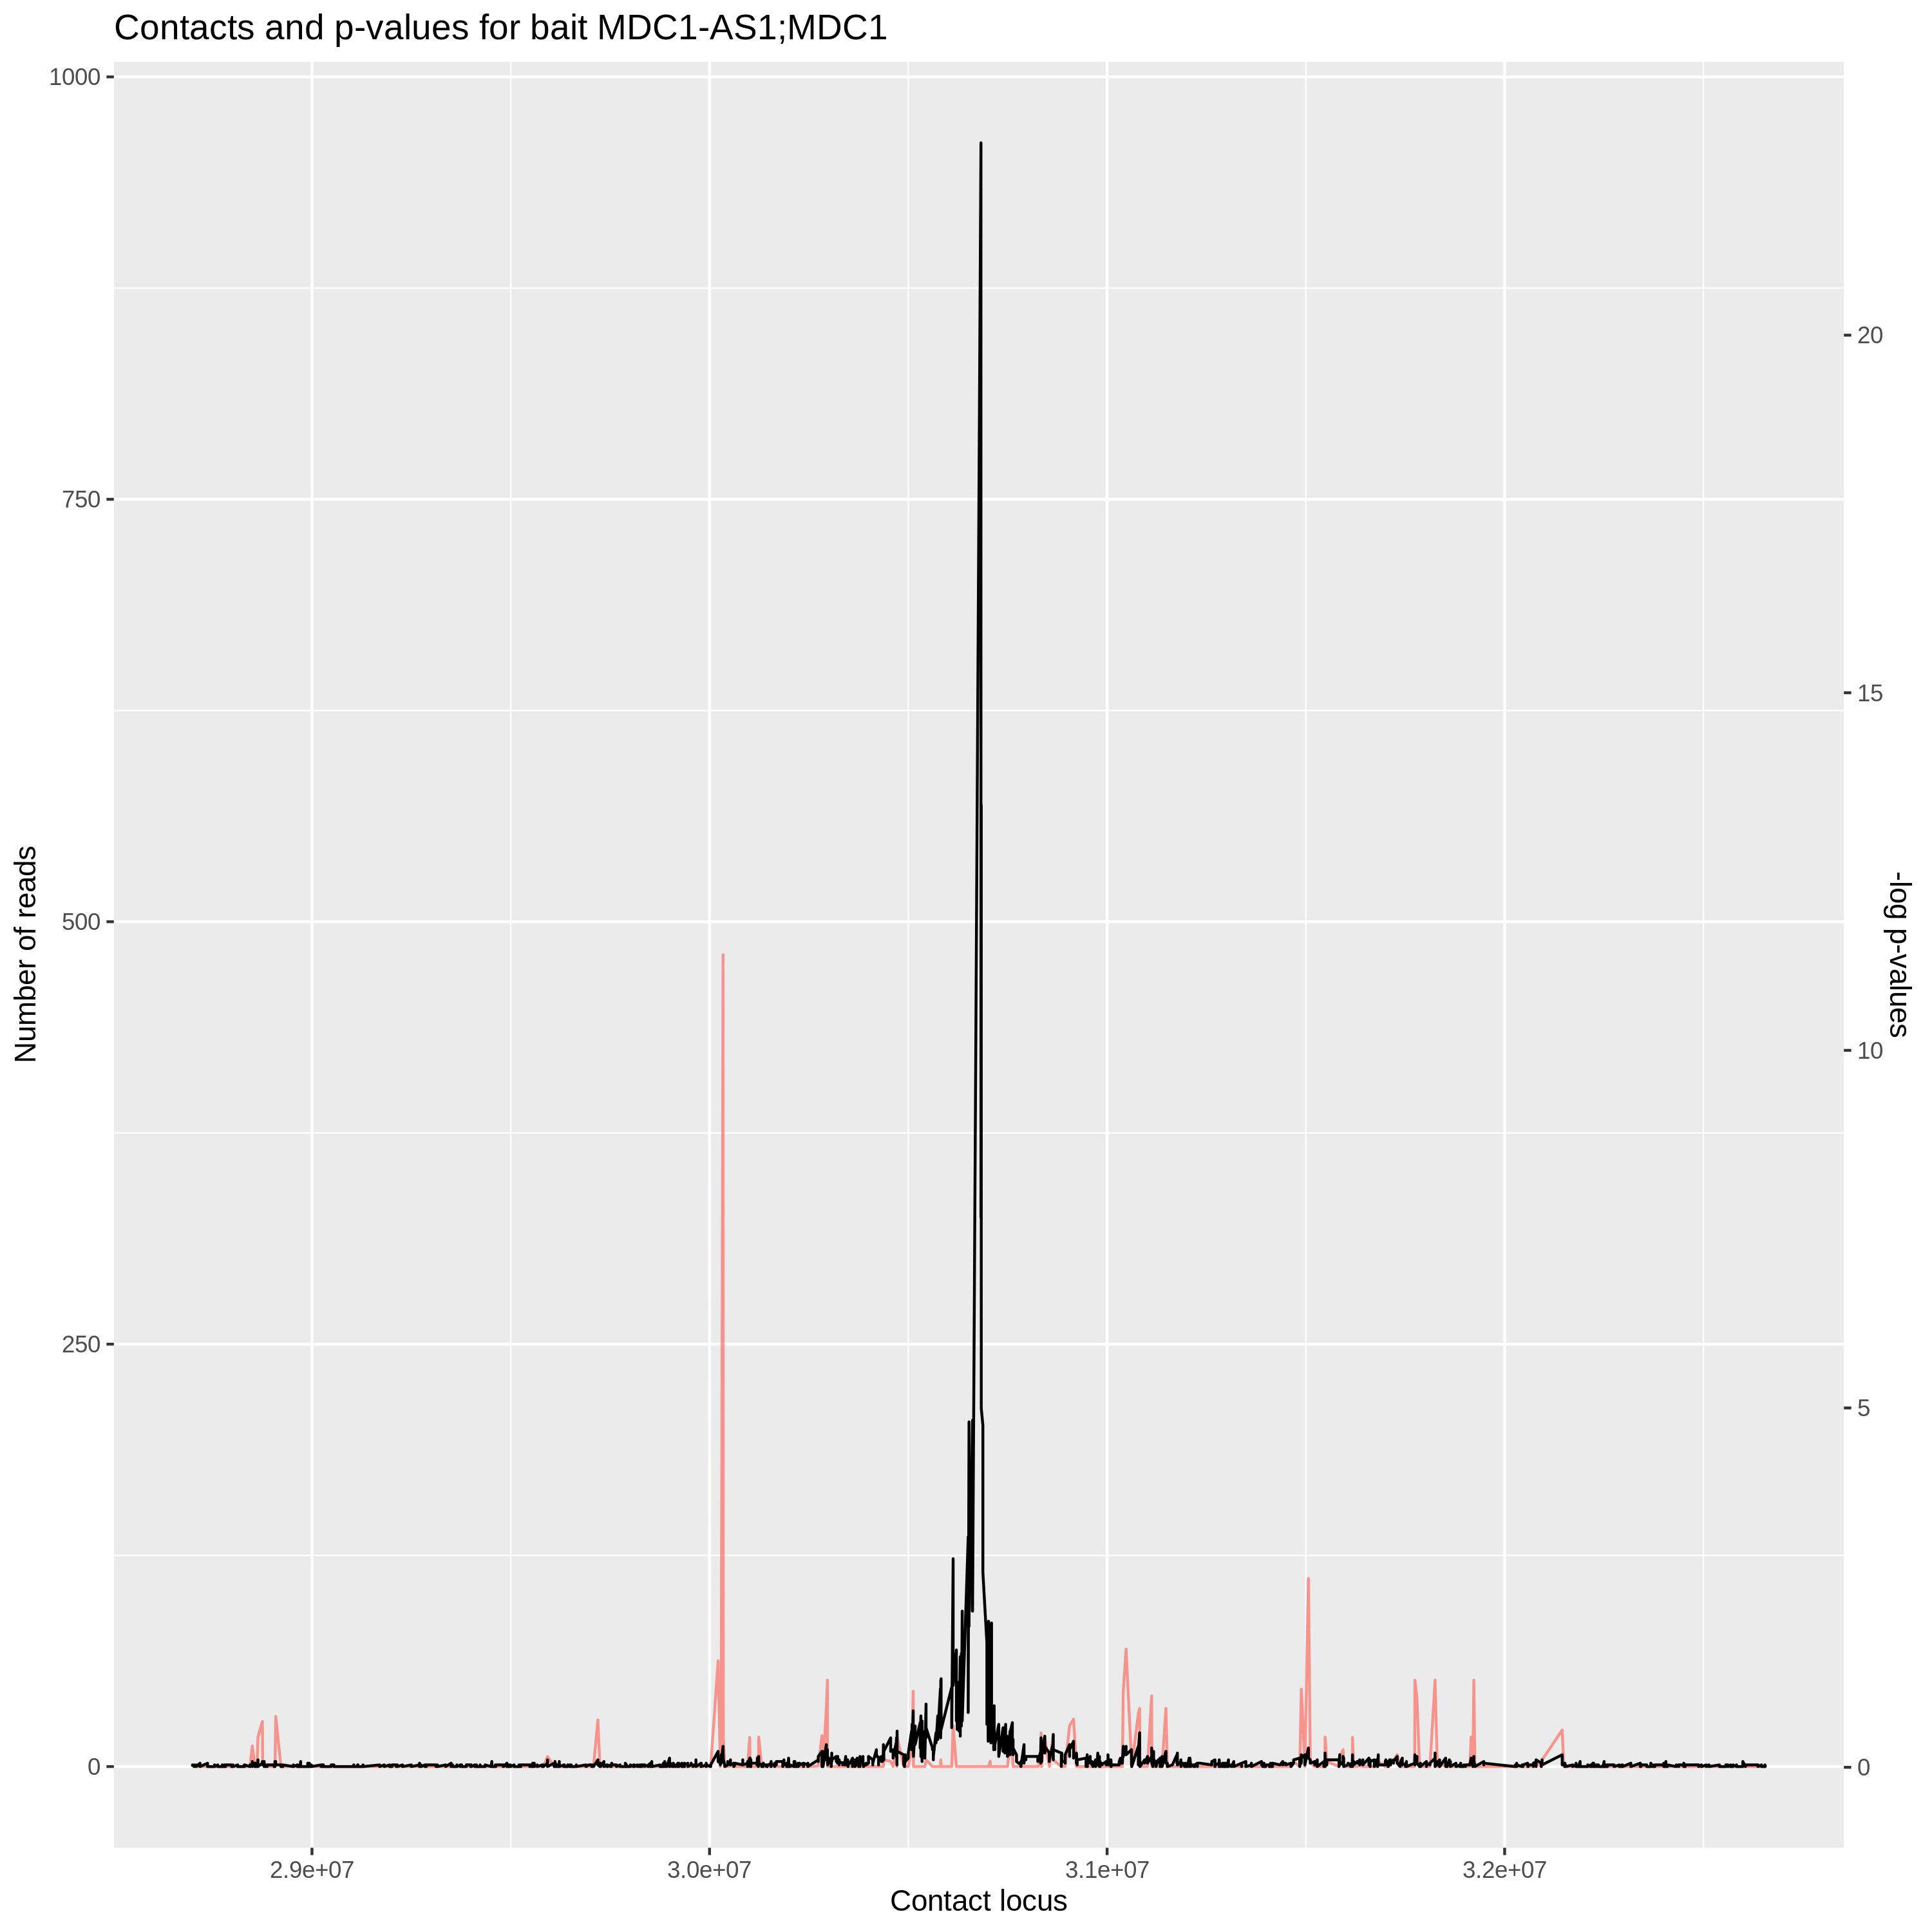 Contacts and p-values for bait MDC1-AS1;MDC1
1000
750
500
250
0
Number of reads
20
15
10
5
0
-log p-values
2.9e+07
3.0e+07
3.1e+07
3.2e+07
Contact locus